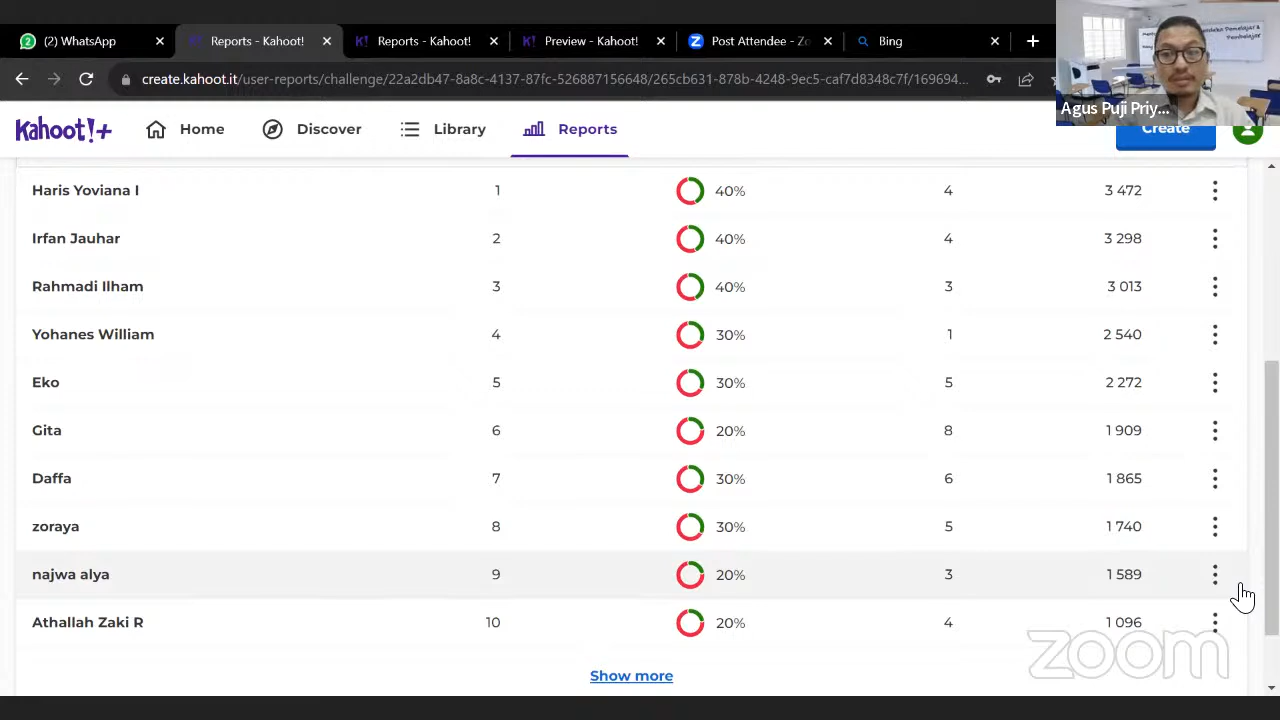 (2) WhatsApp
Reports - Kahoot!
Reports - Kahoot!
Review - Kahoot!
Past Attendee - Z
Bing
create.kahoot.it/user-reports/challenge/22a2db47-8a8c-4137-87fc-526887156648/265cb631-878b-4248-9ec5-caf7d8348c7f/169694...
Agus Puji Priy...
Kahoot!+
Home
Discover
Library
Reports
Create
Haris Yoviana I 1 40% 4 3 472
Irfan Jauhar 2 40% 4 3 298
Rahmadi Ilham 3 40% 3 3 013
Yohanes William 4 30% 1 2 540
Eko 5 30% 5 2 272
Gita 6 20% 8 1 909
Daffa 7 30% 6 1 865
zoraya 8 30% 5 1 740
najwa alya 9 20% 3 1 589
Athallah Zaki R 10 20% 4 1 096
Show more
zoom